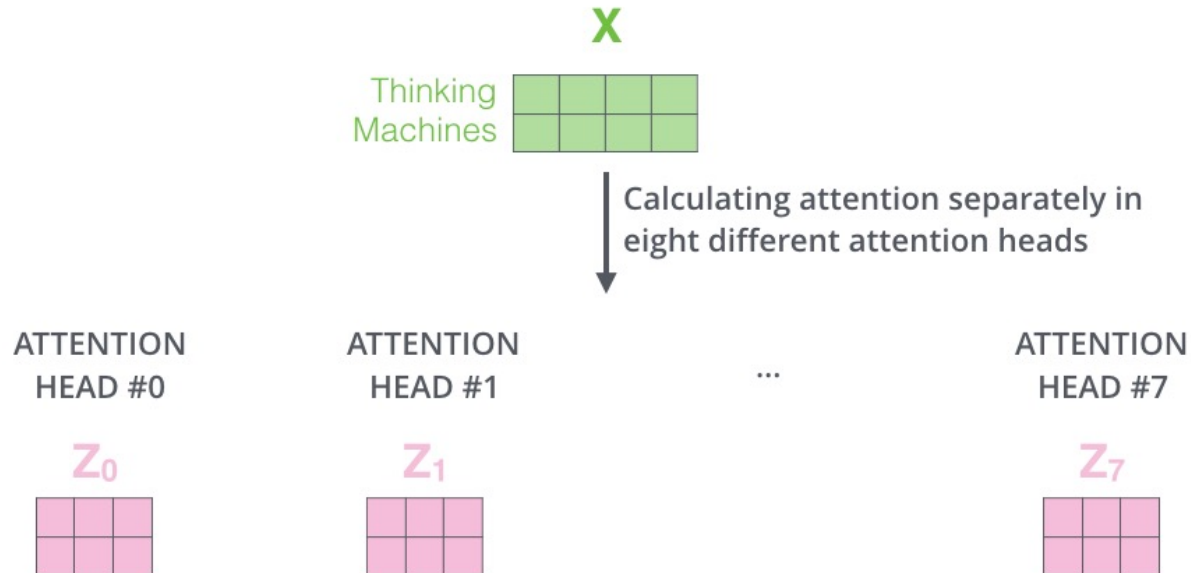 X
Thinking
Machines
Calculating attention separately in
eight different attention heads
ATTENTION
HEAD #0
ATTENTION
HEAD #1
...
ATTENTION
HEAD #7
Z0
Z1
Z7